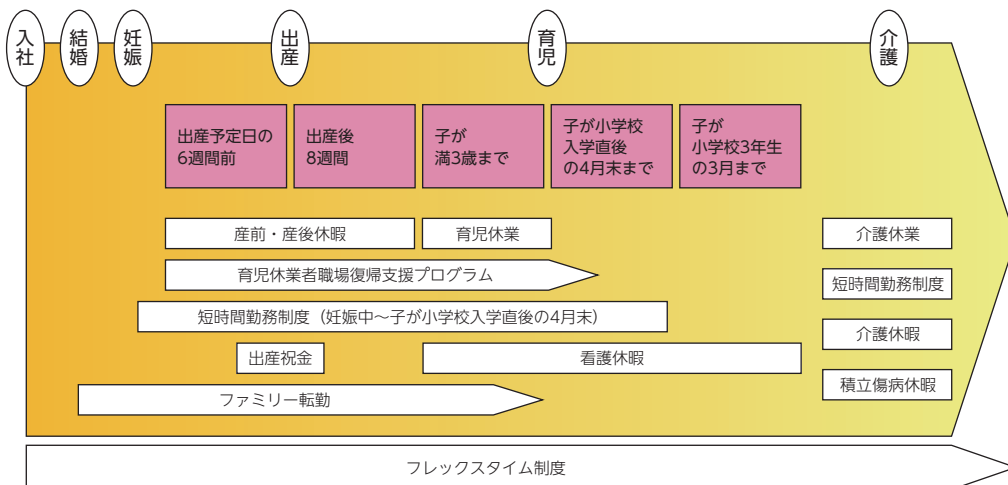 入社
結婚
妊娠
出産
育児
介護
出産予定日の
6週間前
出産後
8週間
子が
満3歳まで
子が小学校
入学直後
の4月末まで
子が
小学校3年生
の3月まで
産前・産後休暇
育児休業
介護休業
育児休業者職場復帰支援プログラム
短時間勤務制度
短時間勤務制度（妊娠中～子が小学校入学直後の4月末）
介護休暇
出産祝金
看護休暇
積立傷病休暇
ファミリー転勤
フレックスタイム制度